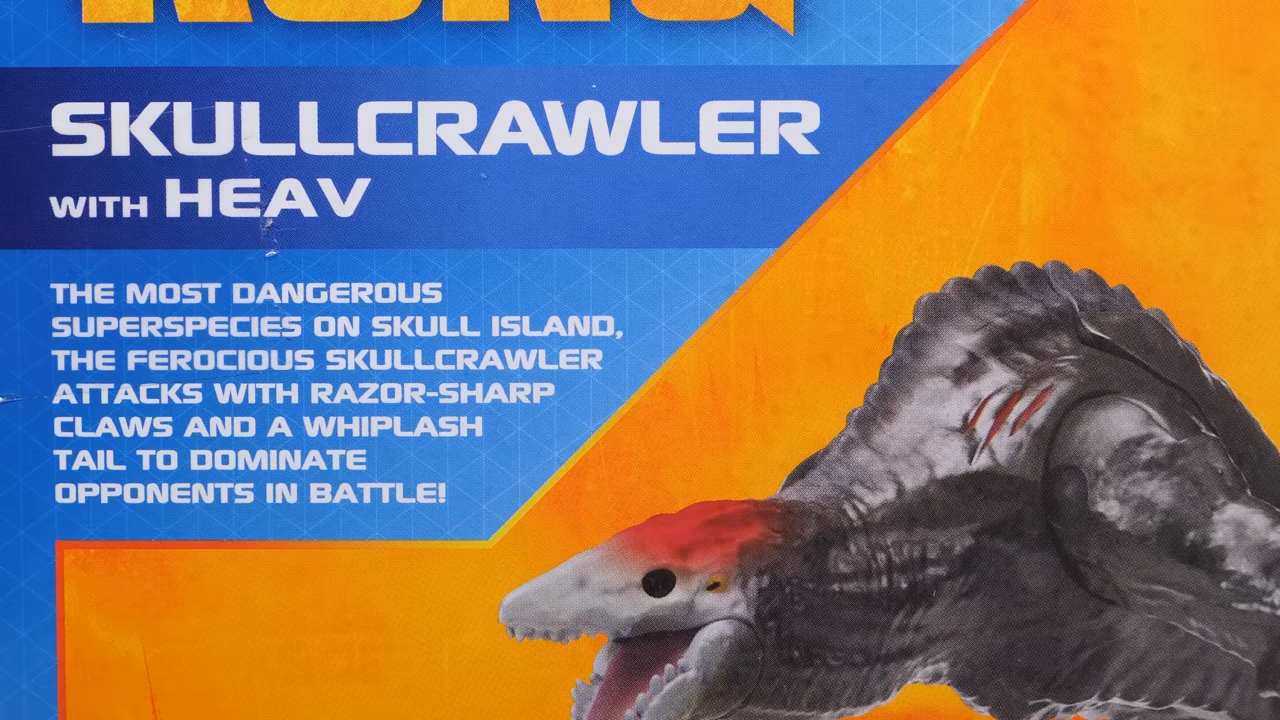 KONG
SKULLCRAWLER
WITH HEAV
THE MOST DANGEROUS
SUPERSPECIES ON SKULL ISLAND,
THE FEROCIOUS SKULLCRAWLER
ATTACKS WITH RAZOR-SHARP
CLAWS AND A WHIPLASH
TAIL TO DOMINATE
OPPONENTS IN BATTLE!